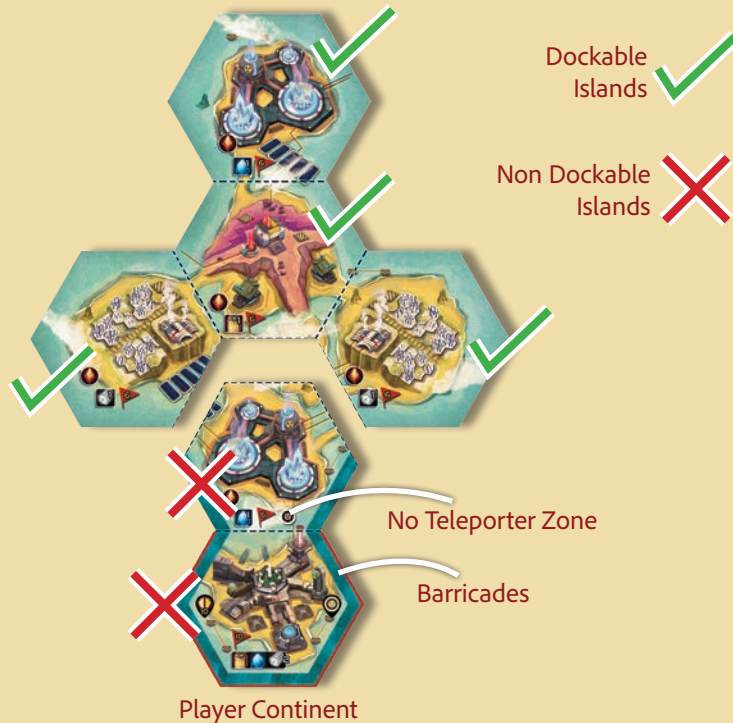 Dockable
Islands
Non Dockable
Islands
No Teleporter Zone
Barricades
Player Continent